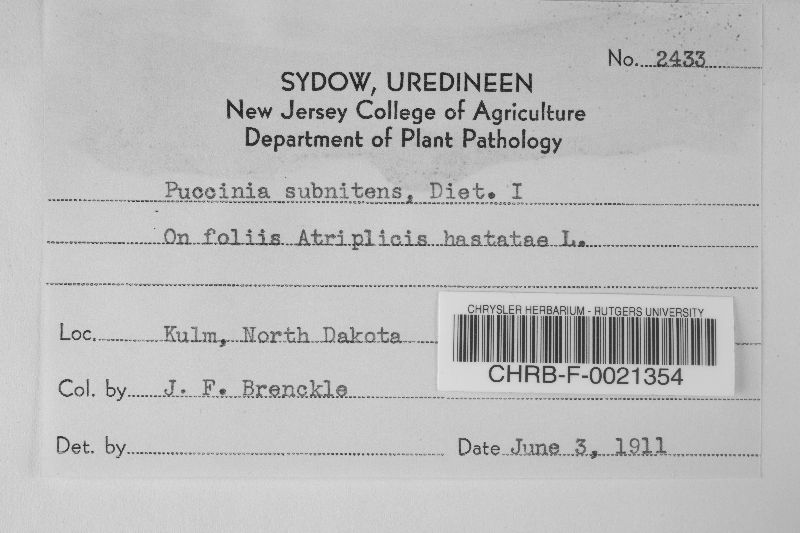 No. 2433
SYDOW, UREDINEEN
New Jersey College of Agriculture
Department of Plant Pathology
Puccinia subnitens, Diet. I
On foliis Atriplicis hastatae L.
Loc. Kulm, North Dakota
CHRYSLER HERBARIUM - RUTGERS UNIVERSITY
CHRB-F-0021354
Col. by J. F. Brenckle
Det. by
Date June 3, 1911